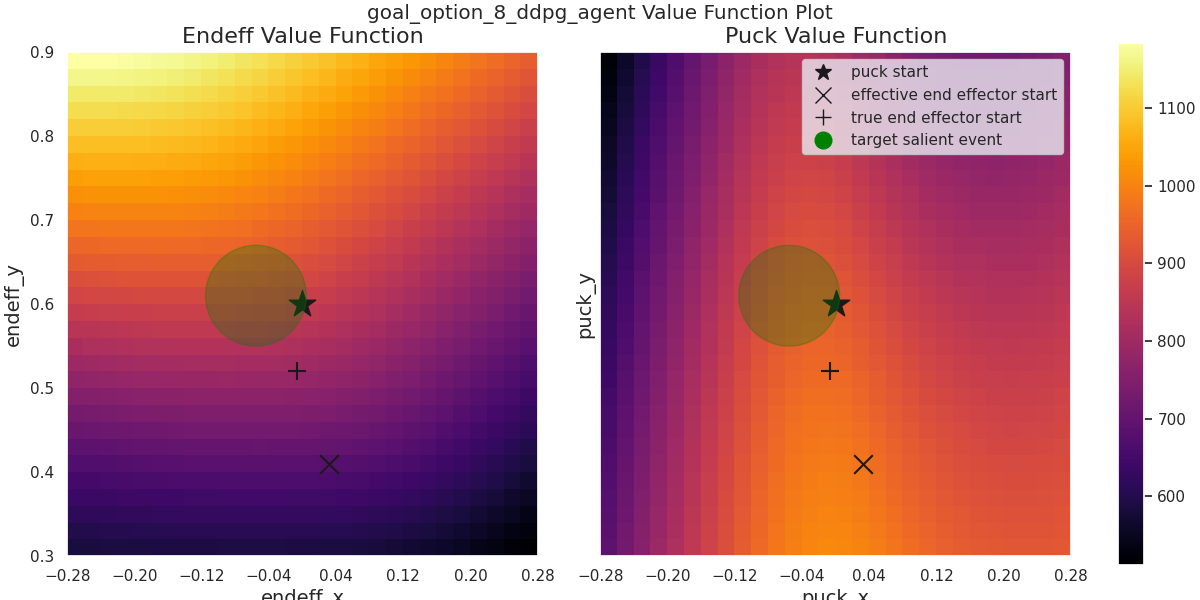 goal_option_8_ddpg_agent Value Function Plot
Endeff Value Function
Puck Value Function
puck start
effective end effector start
true end effector start
target salient event
0.9
0.8
0.7
0.6
0.5
0.4
0.3
endeff_y
−0.28 −0.20 −0.12 −0.04 0.04 0.12 0.20 0.28
endeff_x
puck_y
−0.28 −0.20 −0.12 −0.04 0.04 0.12 0.20 0.28
puck_x
1100
1000
900
800
700
600